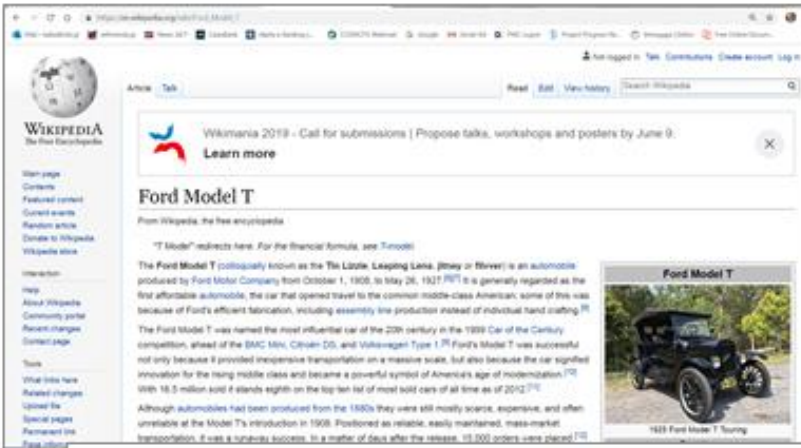 Not logged in Talk Contributions Create account Log in
Article Talk
Read Edit View history Search Wikipedia
WIKIPEDIA
The Free Encyclopedia
Wikimania 2019 - Call for submissions | Propose talks, workshops and posters by June 9.
Learn more
Main page
Contents
Featured content
Current events
Random article
Donate to Wikipedia
Wikipedia store
Interaction
Help
About Wikipedia
Community portal
Recent changes
Contact page
Tools
What links here
Related changes
Upload file
Special pages
Permanent link
Page information
Ford Model T
From Wikipedia, the free encyclopedia
"T Model" redirects here. For the financial formula, see T-model.
The Ford Model T (colloquially known as the Tin Lizzie, Leaping Lena, jitney or flivver) is an automobile
produced by Ford Motor Company from October 1, 1908, to May 26, 1927. It is generally regarded as the
first affordable automobile, the car that opened travel to the common middle-class American; some of this was
because of Ford's efficient fabrication, including assembly line production instead of individual hand crafting.
The Ford Model T was named the most influential car of the 20th century in the 1999 Car of the Century
competition, ahead of the BMC Mini, Citroën DS, and Volkswagen Type 1. Ford's Model T was successful
not only because it provided inexpensive transportation on a massive scale, but also because the car signified
innovation for the rising middle class and became a powerful symbol of America's age of modernization.
With 16.5 million sold it stands eighth on the top ten list of most sold cars of all time as of 2012.
Although automobiles had been produced from the 1880s they were still mostly scarce, expensive, and often
unreliable at the Model T's introduction in 1908. Positioned as reliable, easily maintained, mass-market
transportation, it was a runaway success. In a matter of days after the release, 15,000 orders were placed.
Ford Model T
1925 Ford Model T Touring